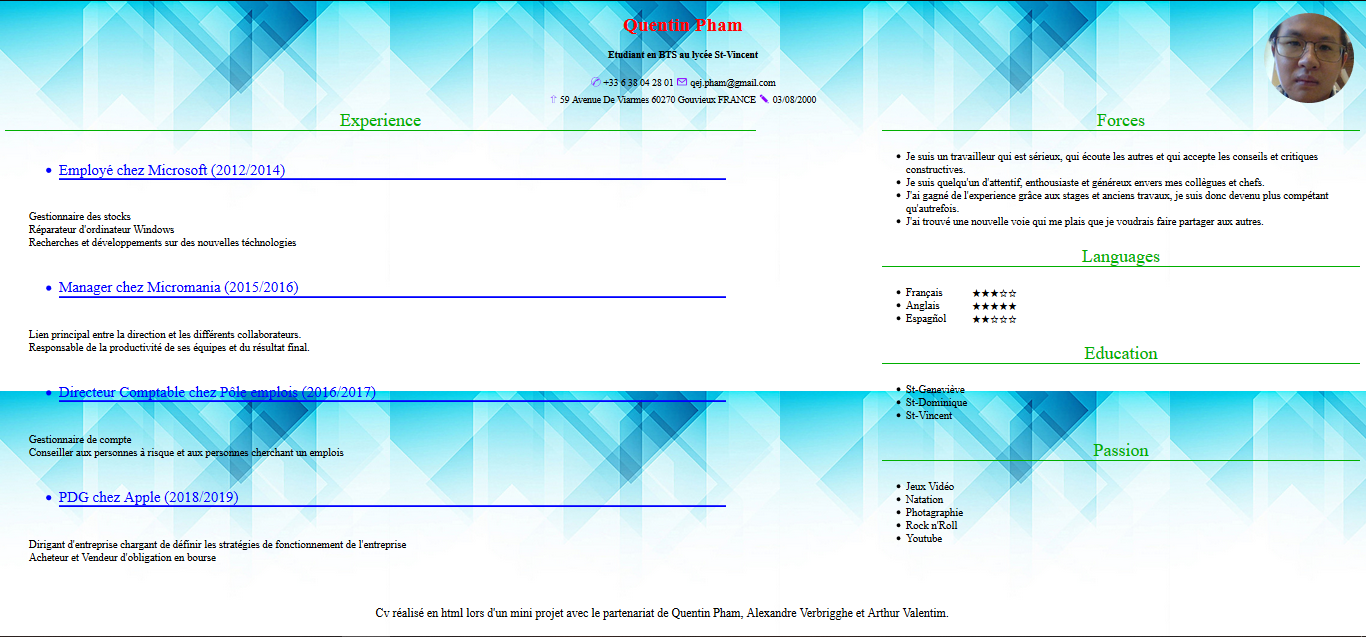 Quentin Pham
Etudiant en BTS au lycée St-Vincent
✆ +33 6 38 04 28 01 ✉ qej.pham@gmail.com
⇧ 59 Avenue De Viarmes 60270 Gouvieux FRANCE ✎ 03/08/2000
Experience
• Employé chez Microsoft (2012/2014)
Gestionnaire des stocks
Réparateur d'ordinateur Windows
Recherches et développements sur des nouvelles téchnologies
• Manager chez Micromania (2015/2016)
Lien principal entre la direction et les différents collaborateurs.
Responsable de la productivité de ses équipes et du résultat final.
• Directeur Comptable chez Pôle emplois (2016/2017)
Gestionnaire de compte
Conseiller aux personnes à risque et aux personnes cherchant un emplois
• PDG chez Apple (2018/2019)
Dirigant d'entreprise chargant de définir les stratégies de fonctionnement de l'entreprise
Acheteur et Vendeur d'obligation en bourse
Forces
• Je suis un travailleur qui est sérieux, qui écoute les autres et qui accepte les conseils et critiques
constructives.
• Je suis quelqu'un d'attentif, enthousiaste et généreux envers mes collègues et chefs.
• J'ai gagné de l'experience grâce aux stages et anciens travaux, je suis donc devenu plus compétant
qu'autrefois.
• J'ai trouvé une nouvelle voie qui me plais que je voudrais faire partager aux autres.
Languages
• Français ★★★☆☆
• Anglais ★★★★★
• Espagñol ★★☆☆☆
Education
• St-Geneviève
• St-Dominique
• St-Vincent
Passion
• Jeux Vidéo
• Natation
• Photagraphie
• Rock n'Roll
• Youtube
Cv réalisé en html lors d'un mini projet avec le partenariat de Quentin Pham, Alexandre Verbrigghe et Arthur Valentim.